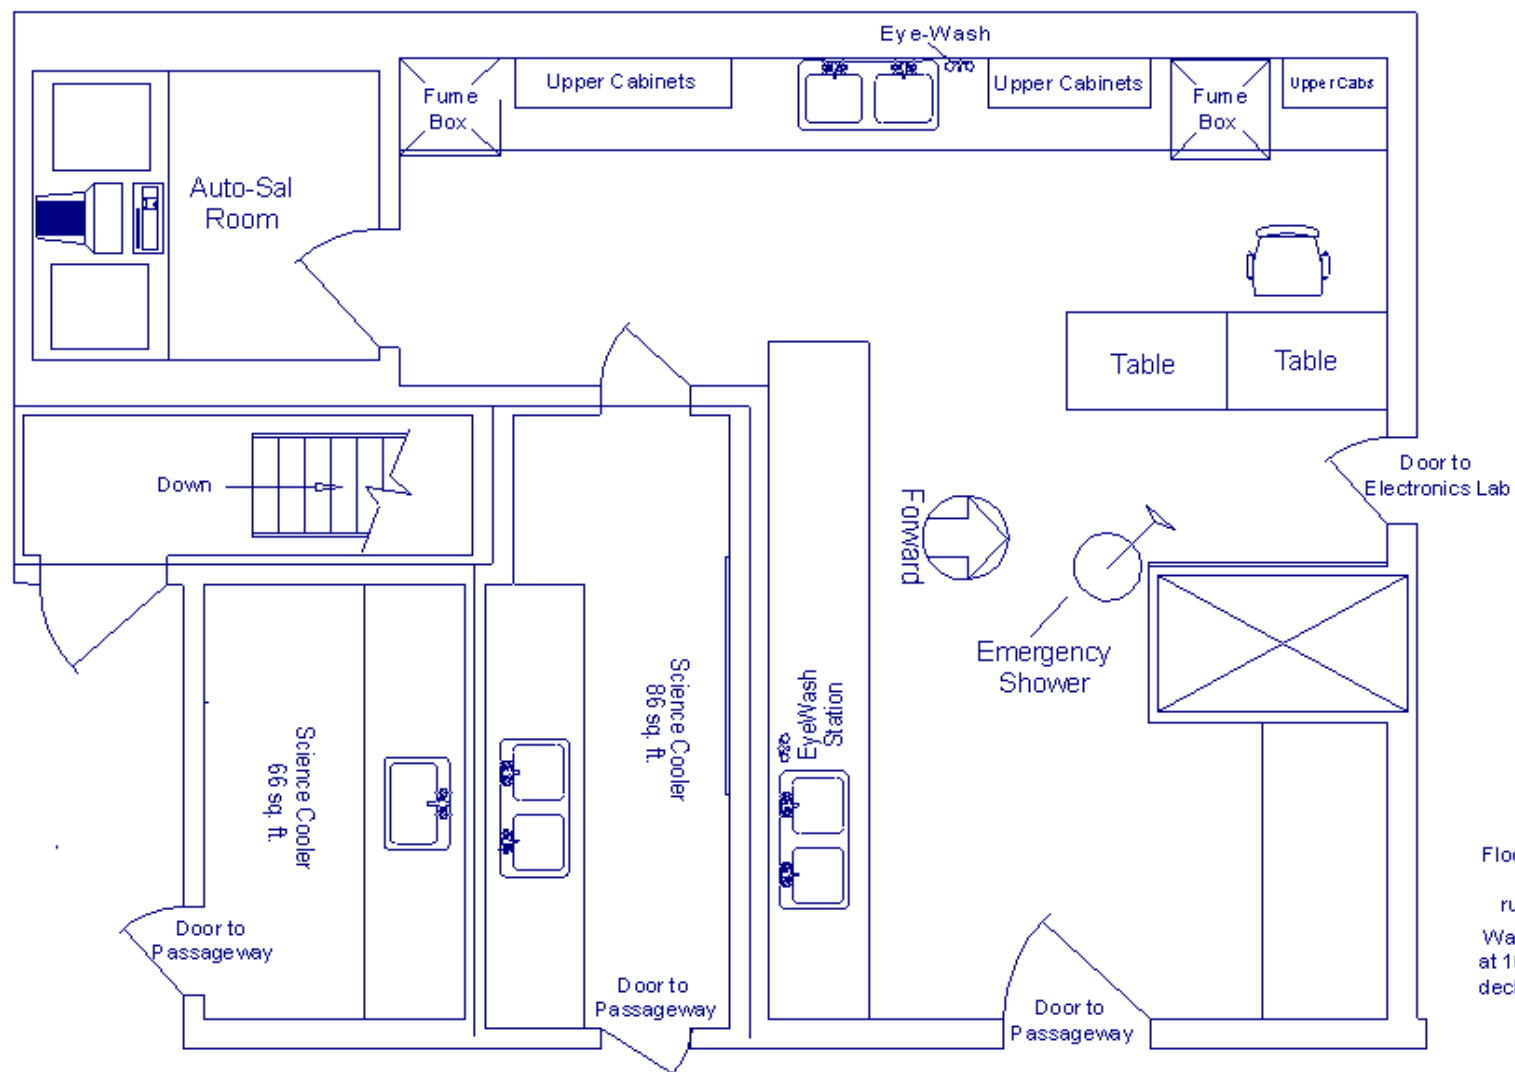 Eye-Wash
Upper Cabinets
Upper Cabinets
Upper Cabs
Fume
Box
Fume
Box
Auto-Sal
Room
Table
Table
Door to
Electronics Lab
Down
Forward
Emergency
Shower
Science Cooler
86 sq. ft.
EyeWash
Station
Science Cooler
66 sq. ft.
Door to
Passageway
Door to
Passageway
Door to
Passageway
at